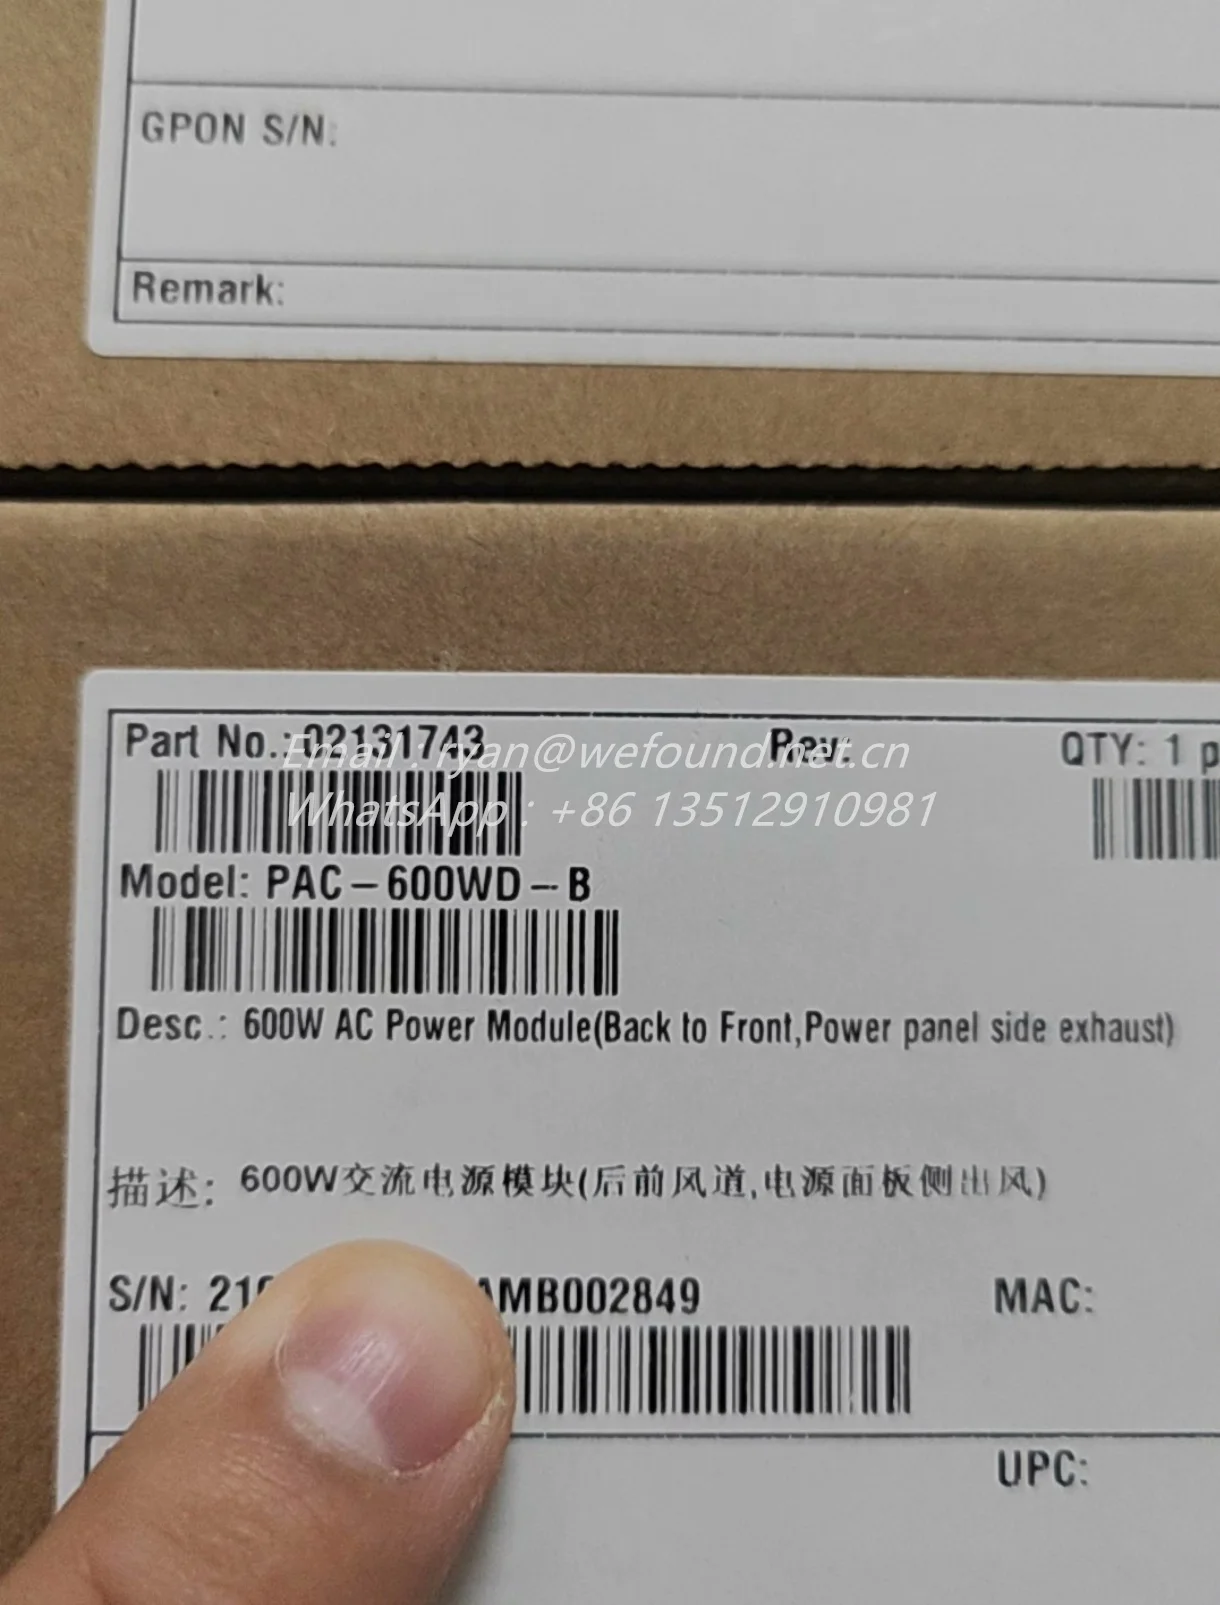 GPON S/N:
Remark:
Part No.: 02131743 Rev: QTY: 1 p
Email : ryan@wefound.net.cn
WhatsApp : +86 13512910981
Model: PAC-600WD-B
Desc.: 600W AC Power Module(Back to Front,Power panel side exhaust)
描述: 600W交流电源模块(后前风道,电源面板侧出风)
S/N: 210 AMB002849 MAC:
UPC: